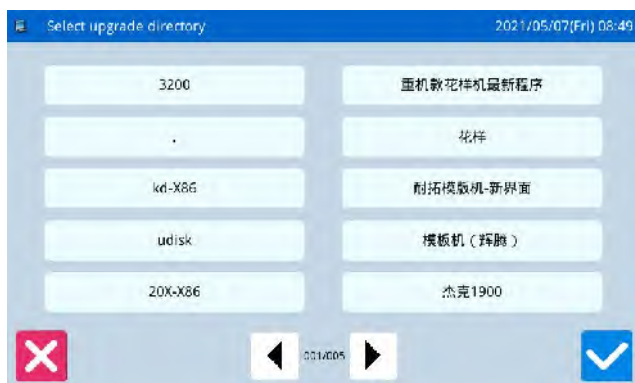 Select upgrade directory
2021/05/07(Fri) 08:49
3200
重机款花样机最新程序
.
花样
kd-X86
耐拓模版机-新界面
udisk
模板机（辉腾）
20X-X86
杰克1900
001/005